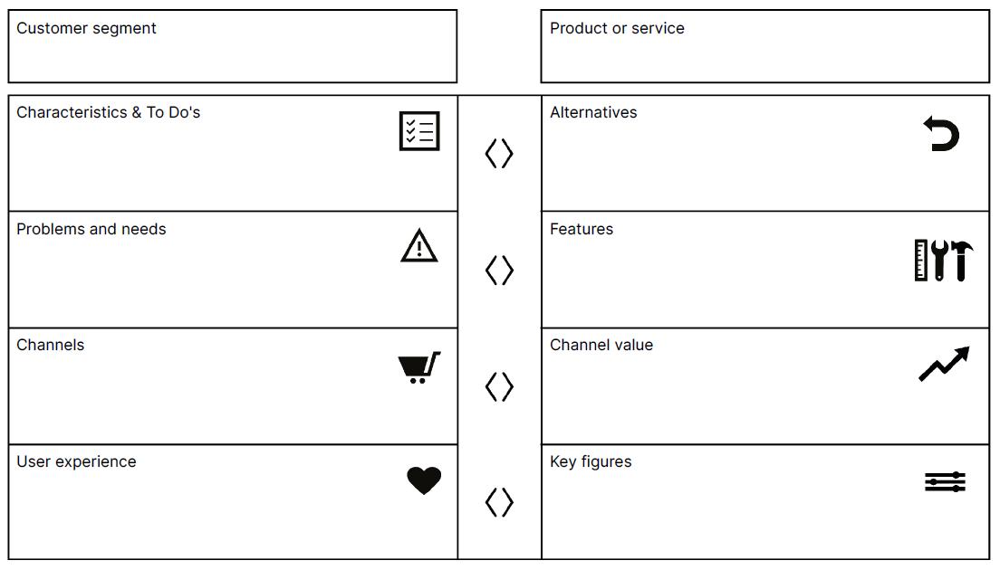 Customer segment
Product or service
Characteristics & To Do's
Alternatives
Problems and needs
Features
Channels
Channel value
User experience
Key figures